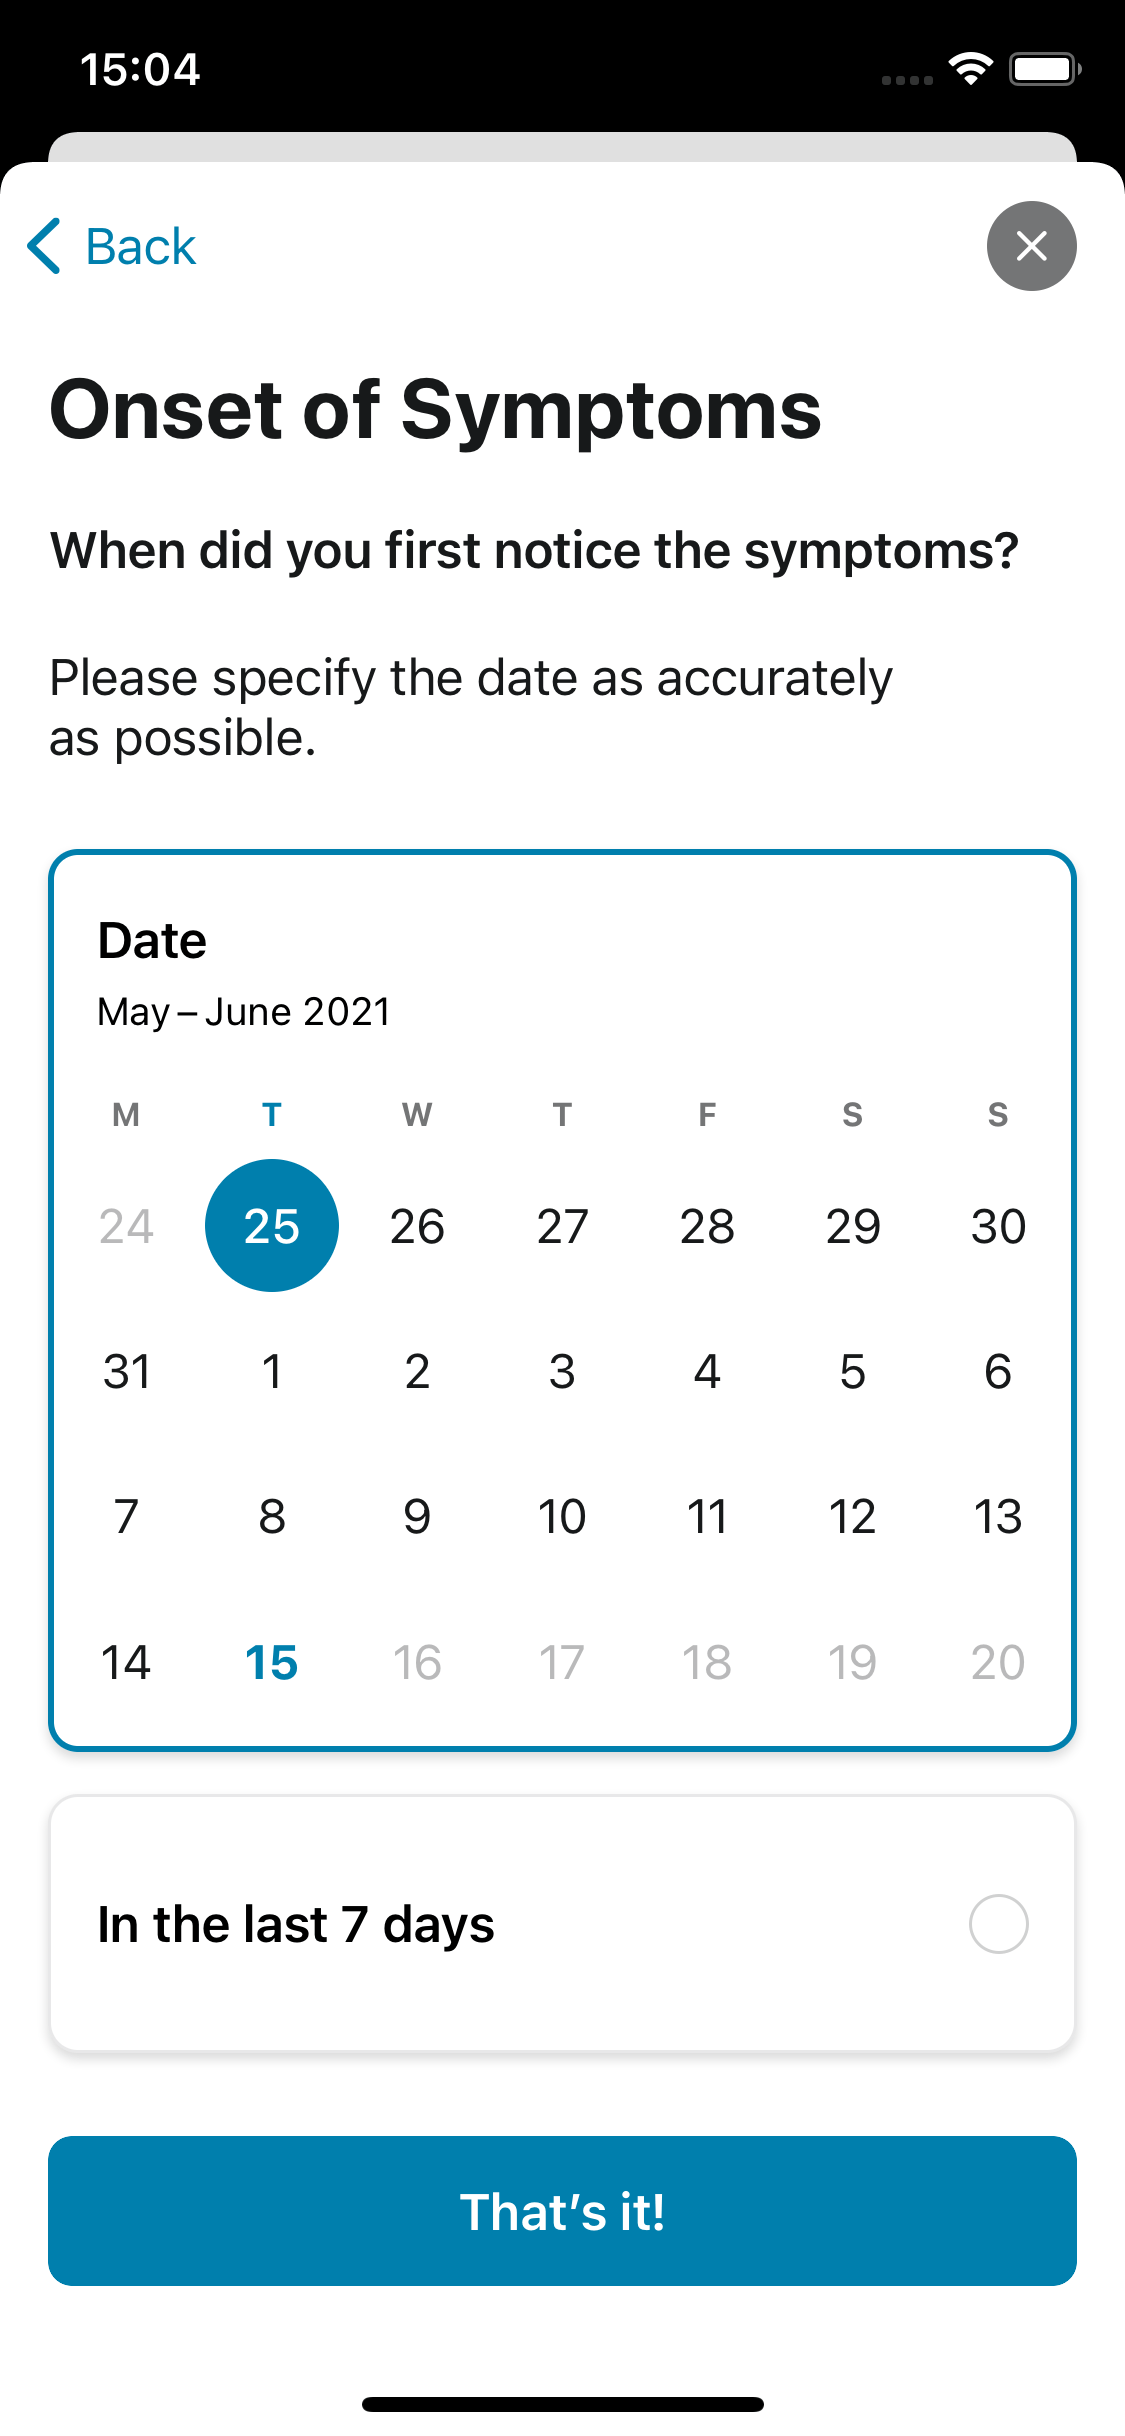 15:04
Back
Onset of Symptoms
When did you first notice the symptoms?
Please specify the date as accurately
as possible.
Date
May – June 2021
M T W T F S S
24 25 26 27 28 29 30
31 1 2 3 4 5 6
7 8 9 10 11 12 13
14 15 16 17 18 19 20
In the last 7 days
That’s it!